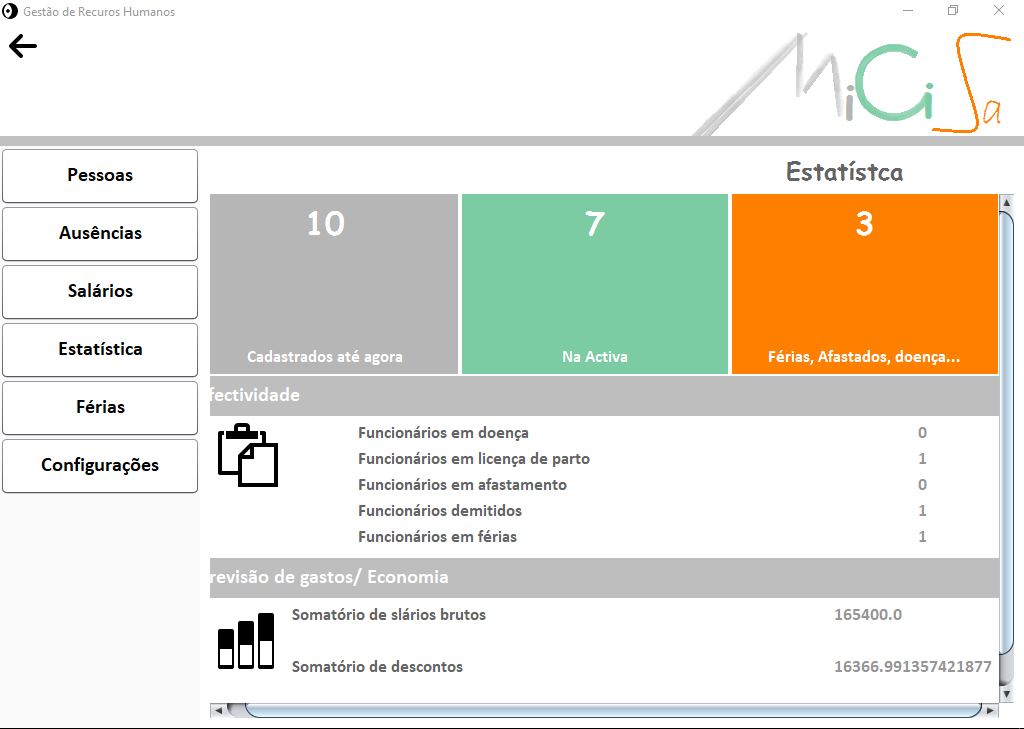 Gestão de Recuros Humanos
MiCiSa
Pessoas
Ausências
Salários
Estatística
Férias
Configurações
Estatístca
10
Cadastrados até agora
7
Na Activa
3
Férias, Afastados, doença...
fectividade
Funcionários em doença 0
Funcionários em licença de parto 1
Funcionários em afastamento 0
Funcionários demitidos 1
Funcionários em férias 1
revisão de gastos/ Economia
Somatório de slários brutos 165400.0
Somatório de descontos 16366.991357421877